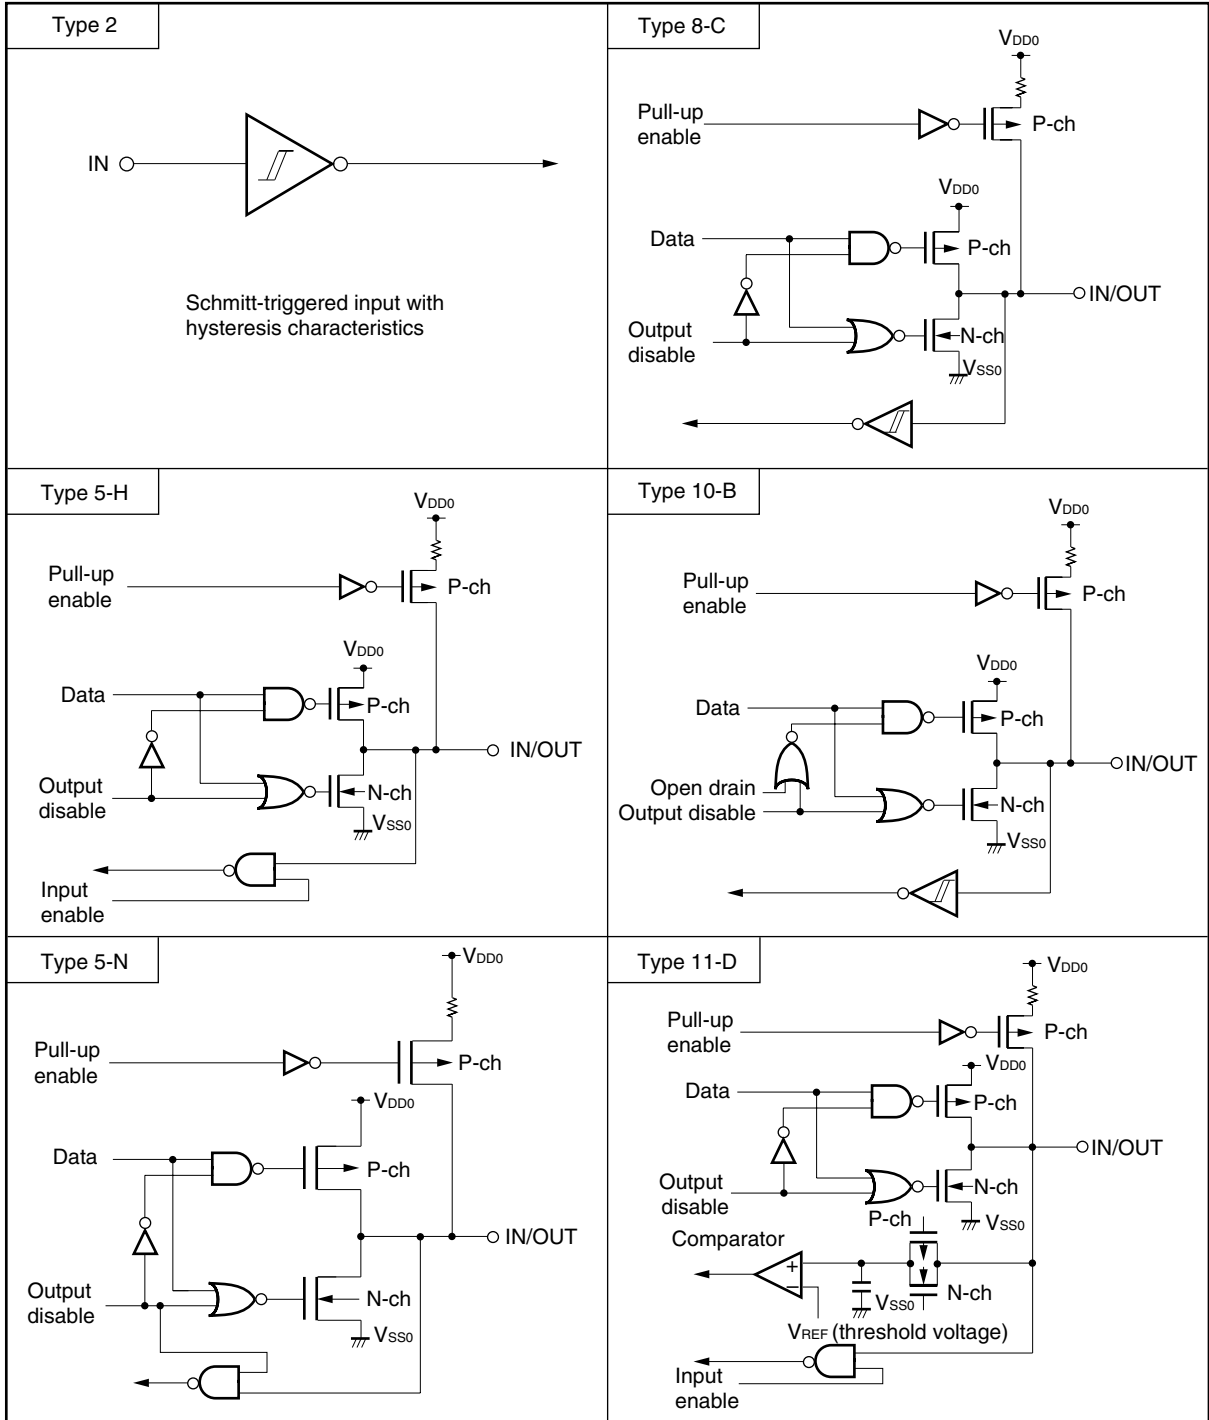 Type 2
IN
Schmitt-triggered input with
hysteresis characteristics
Type 8-C
VDD0
Pull-up
enable
P-ch
VDD0
Data
P-ch
IN/OUT
Output
disable
N-ch
VSS0
Type 5-H
VDD0
Pull-up
enable
P-ch
VDD0
Data
P-ch
IN/OUT
Output
disable
N-ch
VSS0
Input
enable
Type 10-B
VDD0
Pull-up
enable
P-ch
VDD0
Data
P-ch
IN/OUT
Open drain
Output disable
N-ch
VSS0
Type 5-N
VDD0
Pull-up
enable
P-ch
VDD0
Data
P-ch
IN/OUT
Output
disable
N-ch
VSS0
Type 11-D
VDD0
Pull-up
enable
P-ch
VDD0
Data
P-ch
IN/OUT
Output
disable
N-ch
P-ch
VSS0
Comparator
+
−
N-ch
VSS0
VREF (threshold voltage)
Input
enable